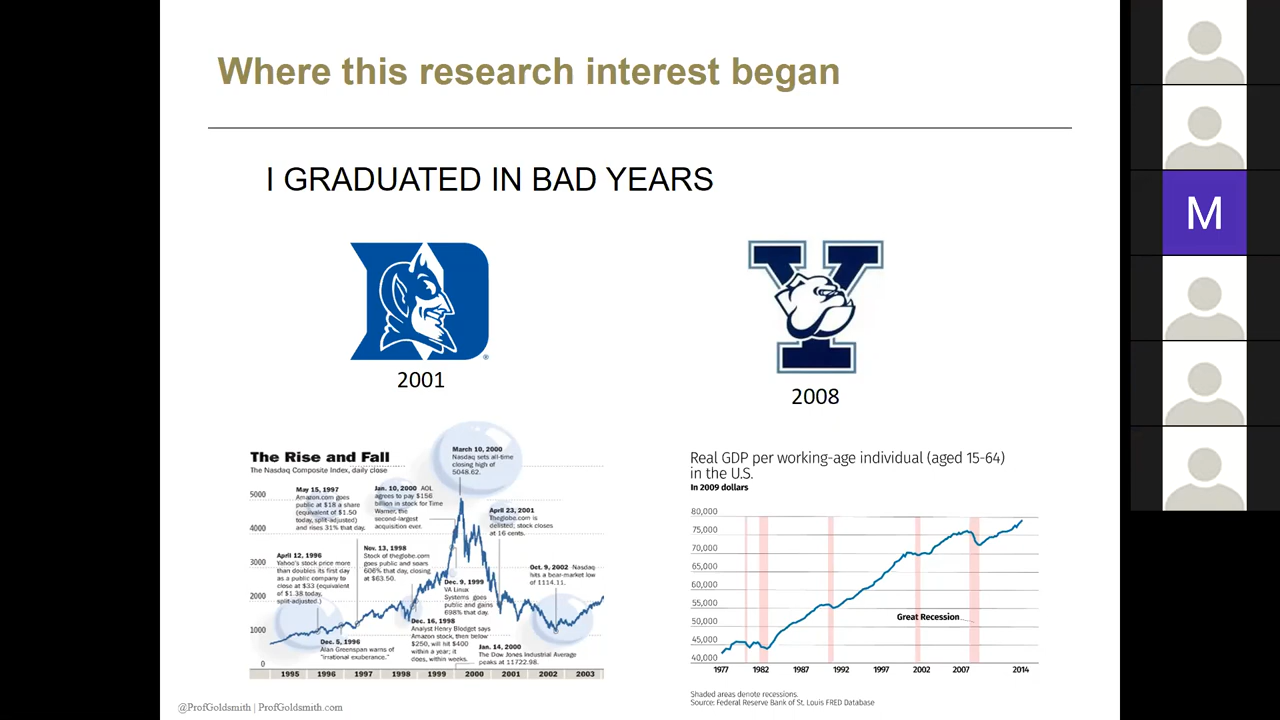 Where this research interest began
I GRADUATED IN BAD YEARS
2001
2008
M
The Rise and Fall
The Nasdaq Composite Index, daily close
5000
4000
3000
2000
1000
0
March 10, 2000
Nasdaq sets all-time
closing high of
5048.62.
May 15, 1997
Amazon.com goes
public at $18 a share
(equivalent of $1.50
today, split-adjusted)
and rises 31% that day.
Jan. 10, 2000 AOL
agrees to pay $156
billion in stock for Time
Warner, the
second-largest
acquisition ever.
April 23, 2001
Theglobe.com is
delisted; stock closes
at 16 cents.
April 12, 1996
Yahoo's stock price more
than doubles its first day
as a public company to
close at $33 (equivalent
of $1.38 today,
split-adjusted.)
Nov. 13, 1998
Stock of theglobe.com
goes public and soars
606% that day, closing
at $63.50.
Dec. 9, 1999
VA Linux
Systems goes
public and gains
698% that day.
Oct. 9, 2002 Nasdaq
hits a bear-market low
of 1114.11.
Dec. 5, 1996
Alan Greenspan warns of
"irrational exuberance."
Dec. 16, 1998
Analyst Henry Blodget says
Amazon stock, then below
$250, will hit $400
within a year; it
does, within weeks.
Jan. 14, 2000
The Dow Jones Industrial Average
peaks at 11722.98.
1995 1996 1997 1998 1999 2000 2001 2002 2003
Real GDP per working-age individual (aged 15-64)
in the U.S.
In 2009 dollars
80,000
75,000
70,000
65,000
60,000
55,000
50,000
45,000
40,000
Great Recession
1977 1982 1987 1992 1997 2002 2007 2014
Shaded areas denote recessions.
Source: Federal Reserve Bank of St. Louis FRED Database
@ProfGoldsmith | ProfGoldsmith.com